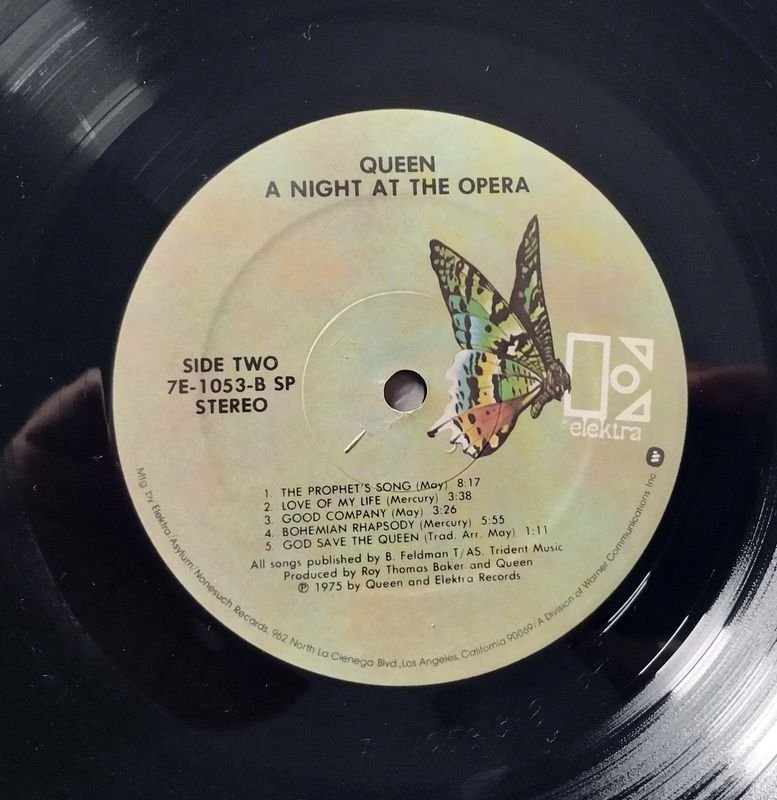 QUEEN
A NIGHT AT THE OPERA
SIDE TWO
7E-1053-B SP
STEREO
elektra
1. THE PROPHET'S SONG (May) 8:17
2. LOVE OF MY LIFE (Mercury) 3:38
3. GOOD COMPANY (May) 3:26
4. BOHEMIAN RHAPSODY (Mercury) 5:55
5. GOD SAVE THE QUEEN (Trad. Arr. May) 1:11
All songs published by B. Feldman T/AS. Trident Music
Produced by Roy Thomas Baker and Queen
℗ 1975 by Queen and Elektra Records
Mfg. by Elektra/Asylum/Nonesuch Records, 962 North La Cienega Blvd., Los Angeles, California 90069/A Division of Warner Communications Inc.